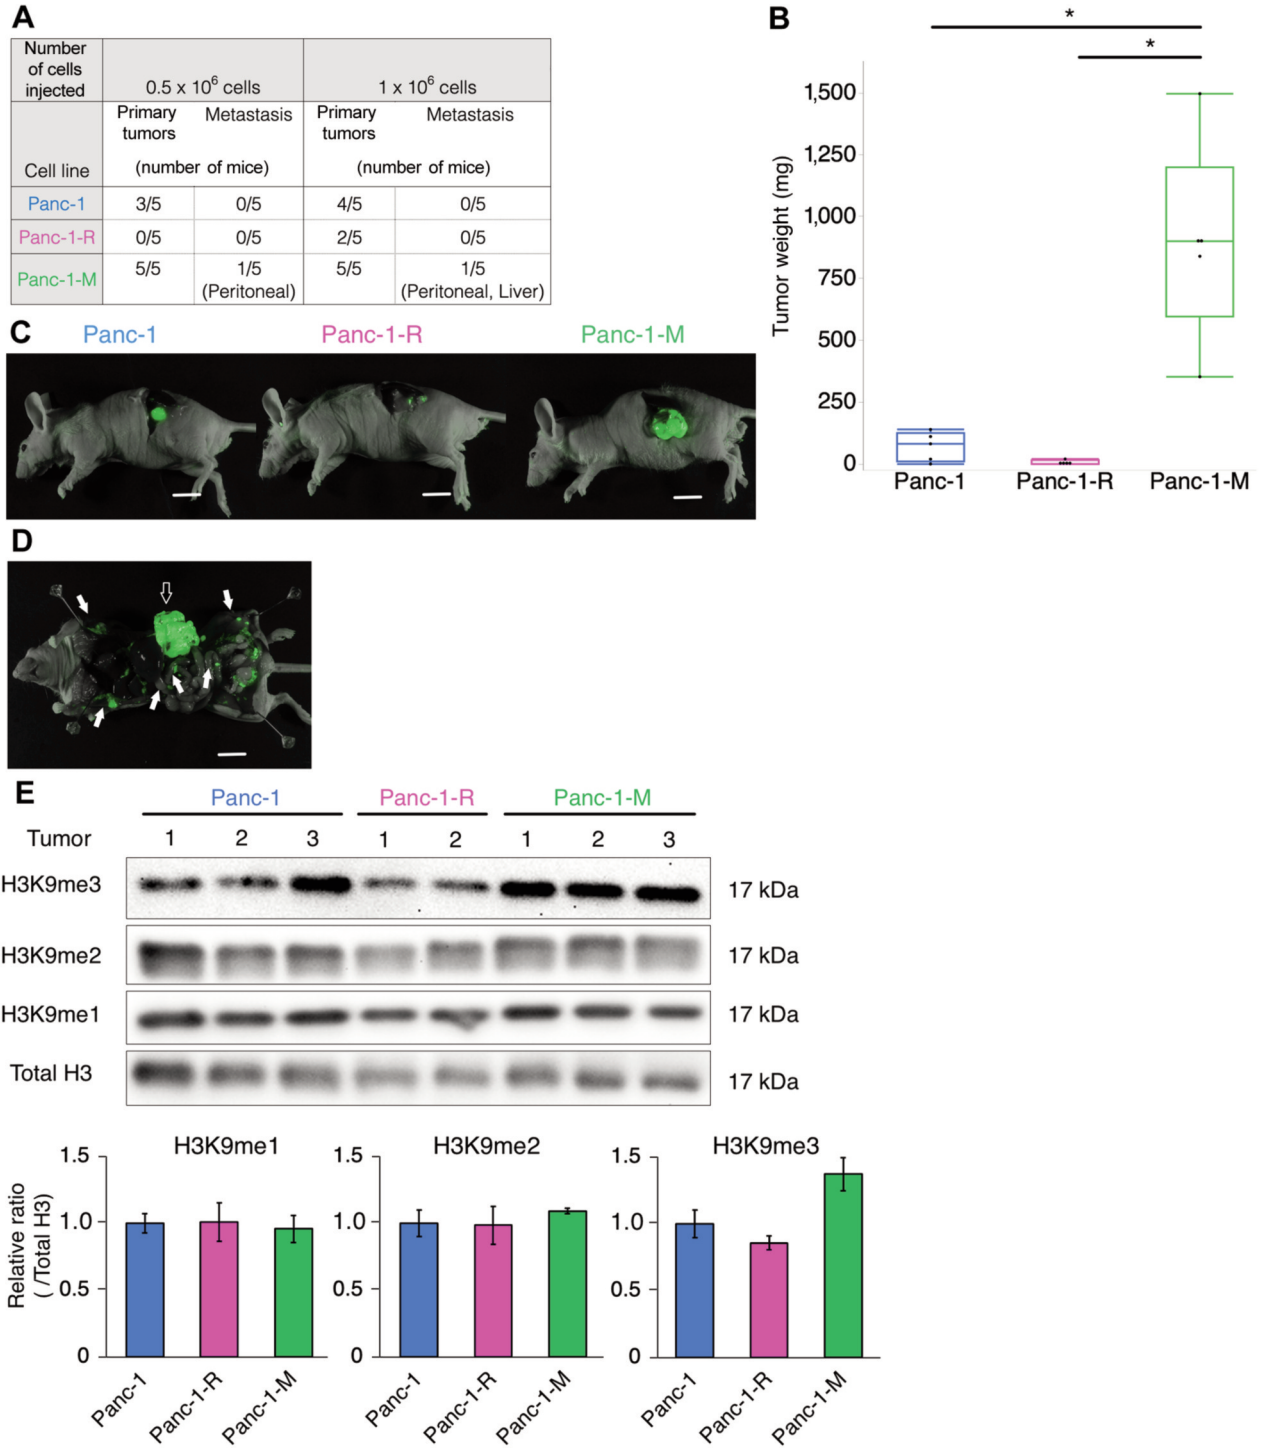 A
Number of cells injected
0.5 x 10⁶ cells
1 x 10⁶ cells
Cell line
Primary tumors
Metastasis
Primary tumors
Metastasis
(number of mice)
(number of mice)
Panc-1
3/5
0/5
4/5
0/5
Panc-1-R
0/5
0/5
2/5
0/5
Panc-1-M
5/5
1/5
(Peritoneal)
5/5
1/5
(Peritoneal, Liver)
B
*
*
Tumor weight (mg)
1,500
1,250
1,000
750
500
250
0
Panc-1
Panc-1-R
Panc-1-M
C
Panc-1
Panc-1-R
Panc-1-M
D
E
Panc-1
Panc-1-R
Panc-1-M
Tumor
1
2
3
1
2
1
2
3
H3K9me3
17 kDa
H3K9me2
17 kDa
H3K9me1
17 kDa
Total H3
17 kDa
Relative ratio
( /Total H3)
H3K9me1
1.5
1.0
0.5
0
Panc-1
Panc-1-R
Panc-1-M
H3K9me2
1.5
1.0
0.5
0
Panc-1
Panc-1-R
Panc-1-M
H3K9me3
1.5
1.0
0.5
0
Panc-1
Panc-1-R
Panc-1-M